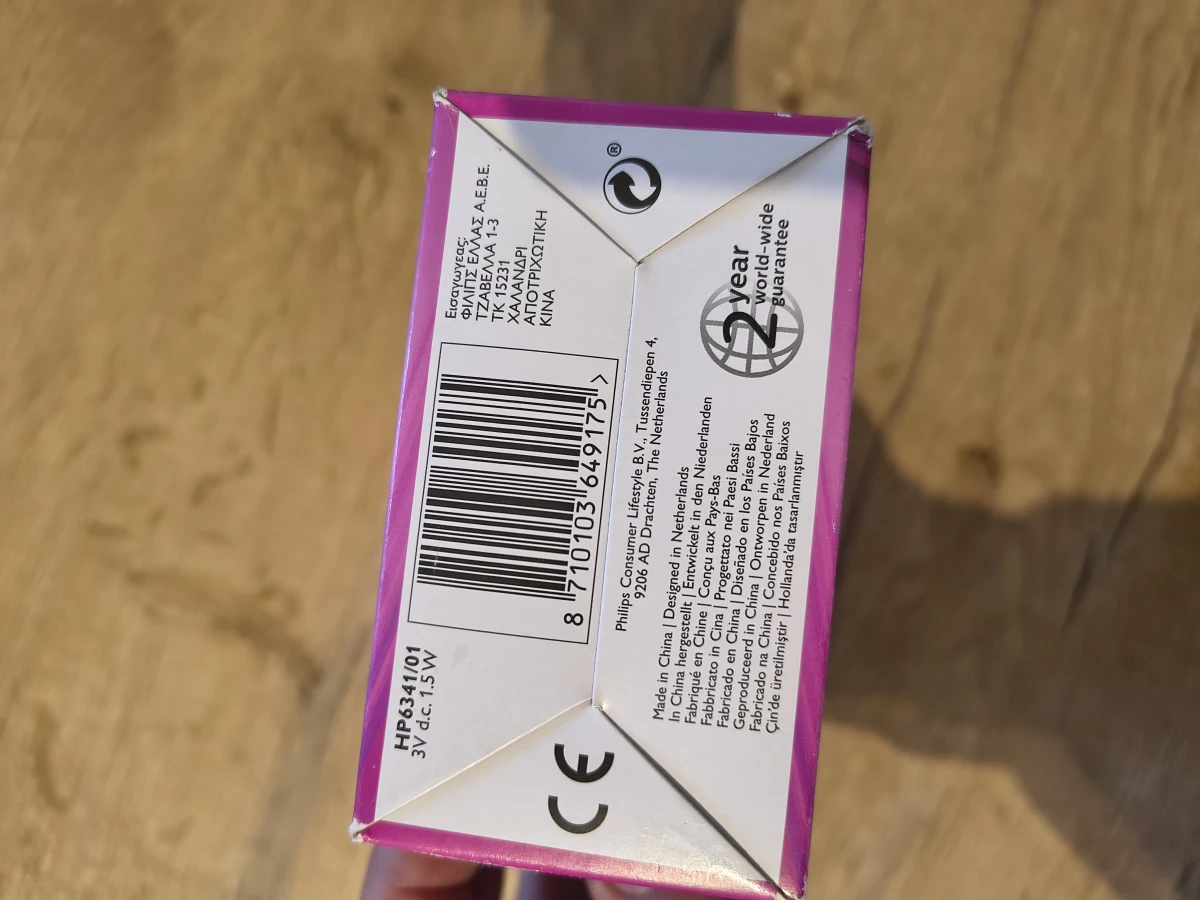 HP6341/01
3V d.c. 1.5W
8 710103 649175 >
Εισαγωγεας:
ΦΙΛΙΠΣ ΕΛΛΑΣ Α.Ε.Β.Ε.
ΤΖΑΒΕΛΛΑ 1-3
ΤΚ 15231
ΧΑΛΑΝΔΡΙ
ΑΠΟΤΡΙΧΩΤΙΚΗ
ΚΙΝΑ
CE
®
Philips Consumer Lifestyle B.V., Tussendiepen 4,
9206 AD Drachten, The Netherlands
Made in China | Designed in Netherlands
In China hergestellt | Entwickelt in den Niederlanden
Fabriqué en Chine | Conçu aux Pays-Bas
Fabbricato in Cina | Progettato nei Paesi Bassi
Fabricado en China | Diseñado en los Países Bajos
Geproduceerd in China | Ontworpen in Nederland
Fabricado na China | Concebido nos Países Baixos
Çin'de üretilmiştir | Hollanda'da tasarlanmıştır
2 year
world-wide
guarantee